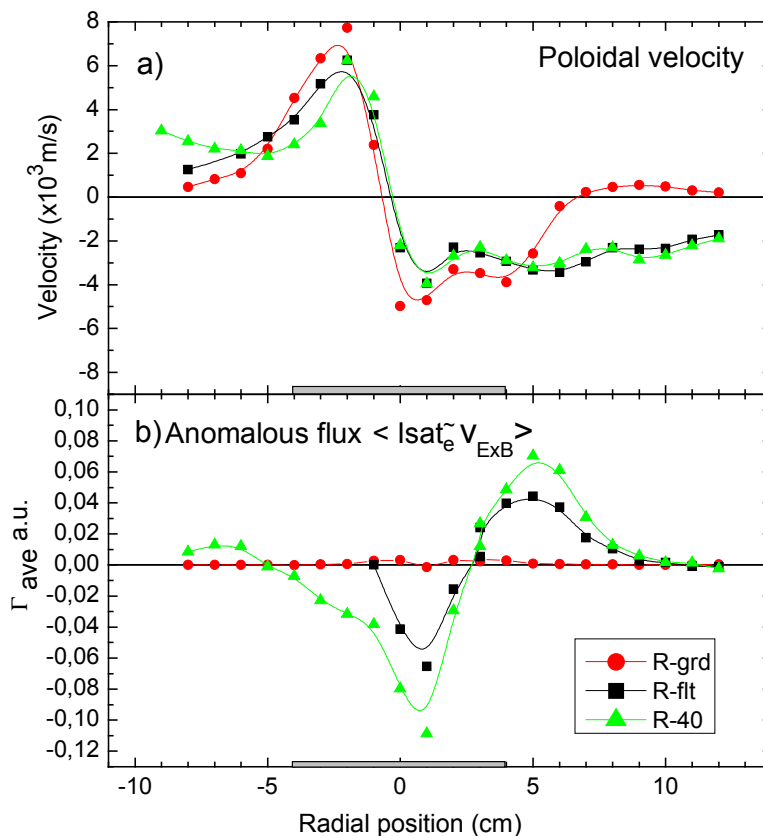 a)
Poloidal velocity
8
6
4
2
0
-2
-4
-6
-8
Velocity (x10³m/s)
b) Anomalous flux < Isat~e vExB >
0,10
0,08
0,06
0,04
0,02
0,00
-0,02
-0,04
-0,06
-0,08
-0,10
-0,12
Γave a.u.
R-grd
R-flt
R-40
-10 -5 0 5 10
Radial position (cm)